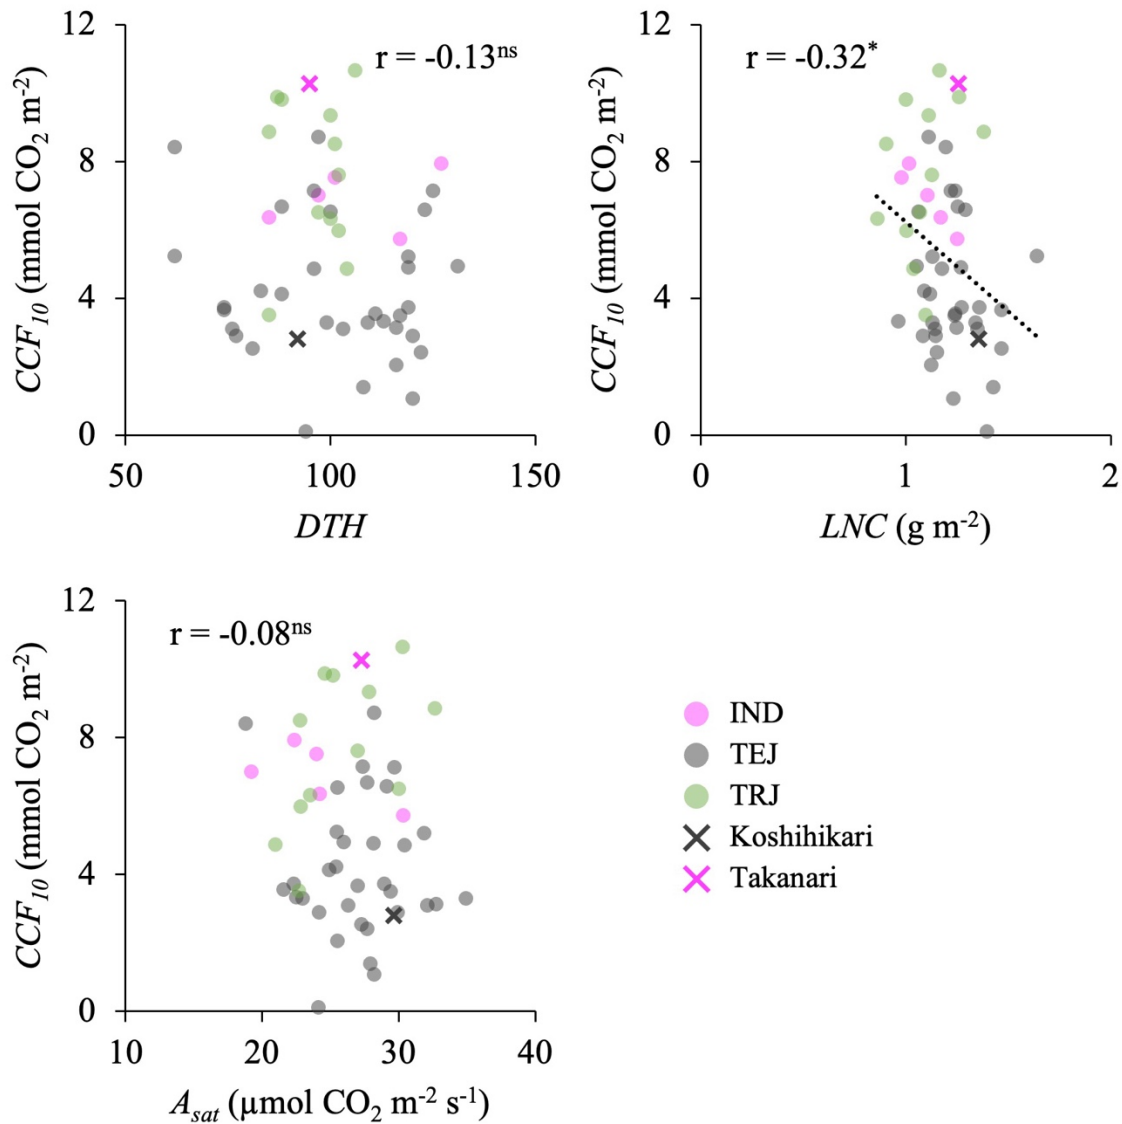 12
8
4
0
CCF10 (mmol CO2 m-2)
r = -0.13ns
50
100
150
DTH
12
8
4
0
CCF10 (mmol CO2 m-2)
r = -0.32*
0
1
2
LNC (g m-2)
12
8
4
0
CCF10 (mmol CO2 m-2)
r = -0.08ns
10
20
30
40
Asat (µmol CO2 m-2 s-1)
IND
TEJ
TRJ
Koshihikari
Takanari